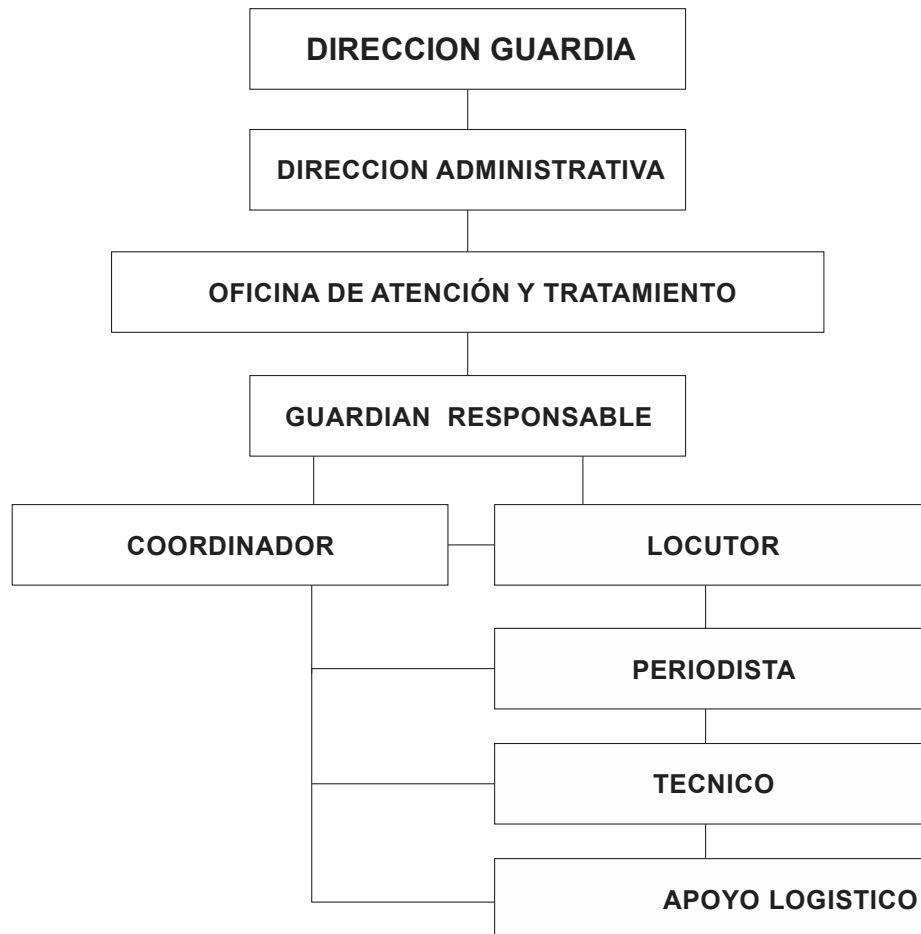 DIRECCION GUARDIA
DIRECCION ADMINISTRATIVA
OFICINA DE ATENCIÓN Y TRATAMIENTO
GUARDIAN RESPONSABLE
COORDINADOR
LOCUTOR
PERIODISTA
TECNICO
APOYO LOGISTICO